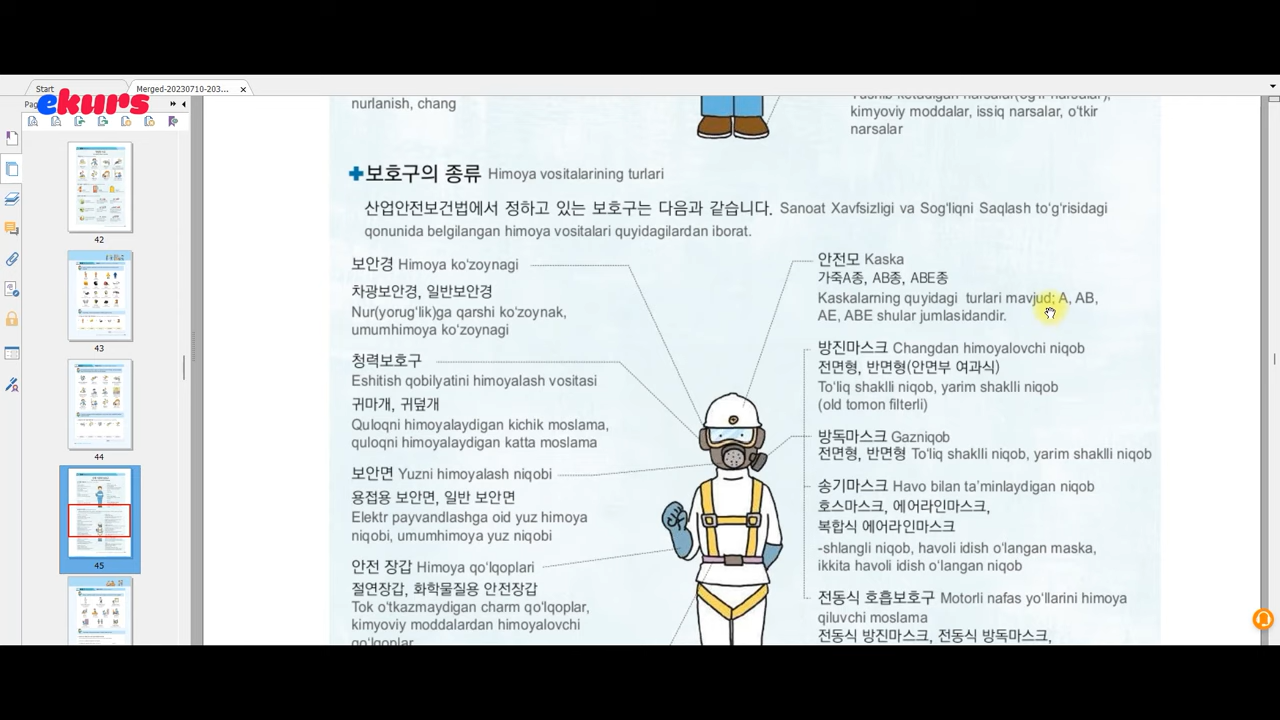 Start
Merged-20230710-203...
ekurs
42
43
44
45
nurlanish, chang
kimyoviy moddalar, issiq narsalar, o‘tkir
narsalar
보호구의 종류 Himoya vositalarining turlari
산업안전보건법에서 정하고 있는 보호구는 다음과 같습니다. Sanoat Xavfsizligi va Sog‘liqni Saqlash to‘g‘risidagi
qonunida belgilangan himoya vositalari quyidagilardan iborat.
보안경 Himoya ko‘zoynagi
차광보안경, 일반보안경
Nur(yorug‘lik)ga qarshi ko‘zoynak,
umumhimoya ko‘zoynagi
청력보호구
Eshitish qobilyatini himoyalash vositasi
귀마개, 귀덮개
Quloqni himoyalaydigan kichik moslama,
quloqni himoyalaydigan katta moslama
보안면 Yuzni himoyalash niqobi
용접용 보안면, 일반 보안면
Elektr payvandlashga oid yuz himoya
niqobi, umumhimoya yuz niqobi
안전 장갑 Himoya qo‘lqoplari
절연장갑, 화학물질용 안전장갑
Tok o‘tkazmaydigan charm qo‘lqoplar,
kimyoviy moddalardan himoyalovchi
qo‘lqoplar
안전모 Kaska
가죽A종, AB종, ABE종
Kaskalarning quyidagi turlari mavjud; A, AB,
AE, ABE shular jumlasidandir.
방진마스크 Changdan himoyalovchi niqob
전면형, 반면형(안면부 여과식)
To‘liq shaklli niqob, yarim shaklli niqob
(old tomon filterli)
방독마스크 Gazniqob
전면형, 반면형 To‘liq shaklli niqob, yarim shaklli niqob
송기마스크 Havo bilan ta’minlaydigan niqob
호스마스크, 에어라인마스크,
복합식 에어라인마스크
-shlangli niqob, havoli idish o‘langan maska,
ikkita havoli idish o‘langan niqob
전동식 호흡보호구 Motorli nafas yo‘llarini himoya
qiluvchi moslama
전동식 방진마스크, 전동식 방독마스크,